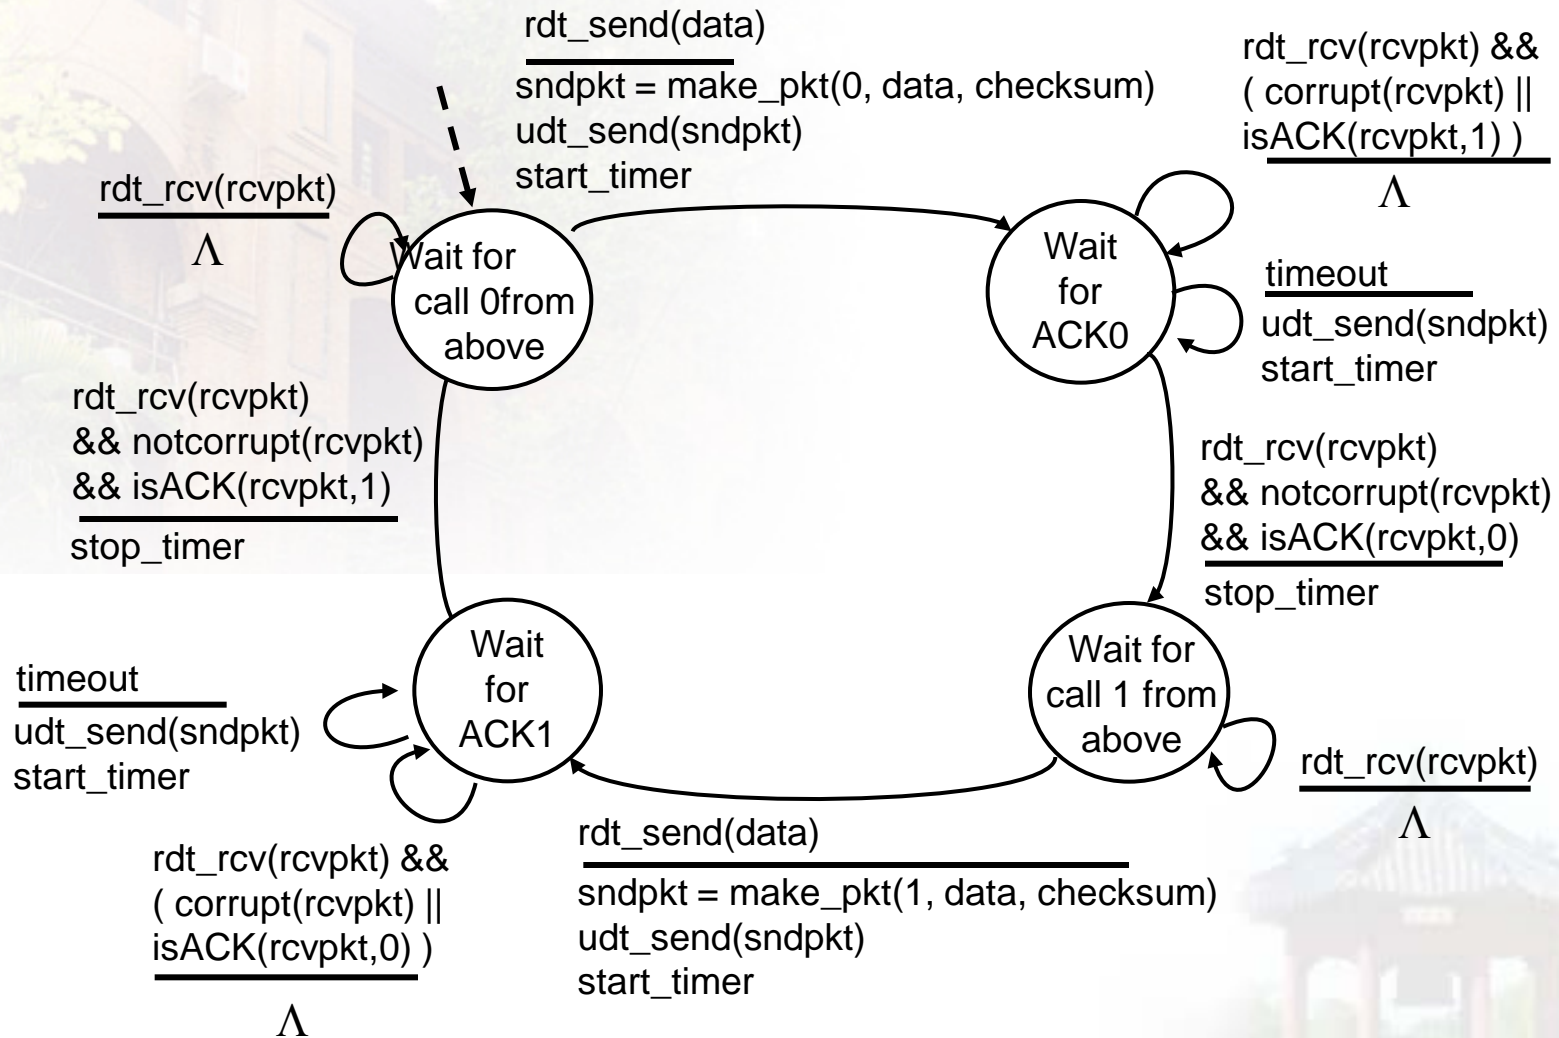 rdt_send(data)
sndpkt = make_pkt(0, data, checksum)
udt_send(sndpkt)
start_timer
rdt_rcv(rcvpkt) &&
( corrupt(rcvpkt) ||
isACK(rcvpkt,1) )
Λ
rdt_rcv(rcvpkt)
Λ
Wait for
call 0from
above
Wait
for
ACK0
timeout
udt_send(sndpkt)
start_timer
rdt_rcv(rcvpkt)
&& notcorrupt(rcvpkt)
&& isACK(rcvpkt,1)
stop_timer
rdt_rcv(rcvpkt)
&& notcorrupt(rcvpkt)
&& isACK(rcvpkt,0)
stop_timer
Wait
for
ACK1
Wait for
call 1 from
above
timeout
udt_send(sndpkt)
start_timer
rdt_rcv(rcvpkt)
Λ
rdt_rcv(rcvpkt) &&
( corrupt(rcvpkt) ||
isACK(rcvpkt,0) )
Λ
rdt_send(data)
sndpkt = make_pkt(1, data, checksum)
udt_send(sndpkt)
start_timer